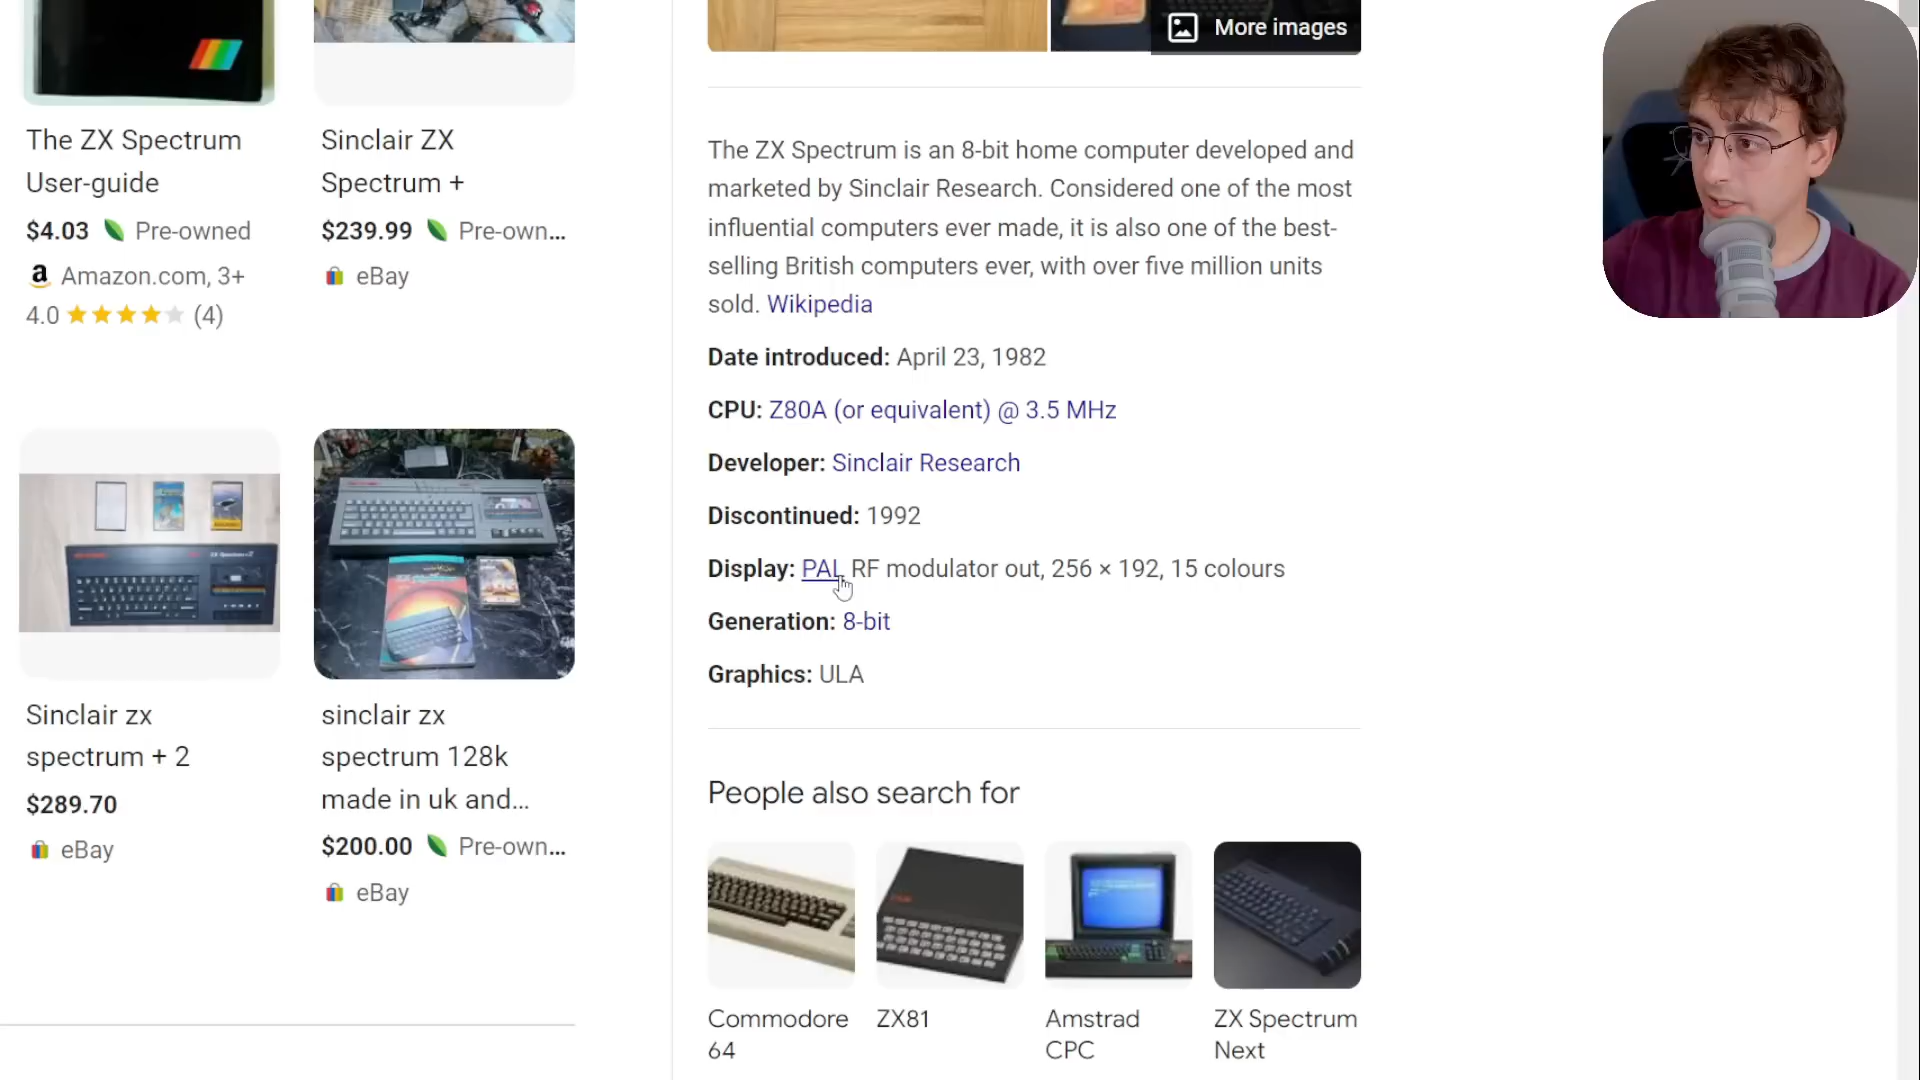 More images
The ZX Spectrum
User-guide
$4.03 Pre-owned
a Amazon.com, 3+
4.0 (4)
Sinclair ZX
Spectrum +
$239.99 Pre-own...
eBay
Sinclair zx
spectrum + 2
$289.70
eBay
sinclair zx
spectrum 128k
made in uk and...
$200.00 Pre-own...
eBay
The ZX Spectrum is an 8-bit home computer developed and
marketed by Sinclair Research. Considered one of the most
influential computers ever made, it is also one of the best-
selling British computers ever, with over five million units
sold. Wikipedia
Date introduced: April 23, 1982
CPU: Z80A (or equivalent) @ 3.5 MHz
Developer: Sinclair Research
Discontinued: 1992
Display: PAL RF modulator out, 256 × 192, 15 colours
Generation: 8-bit
Graphics: ULA
People also search for
Commodore
64
ZX81
Amstrad
CPC
ZX Spectrum
Next